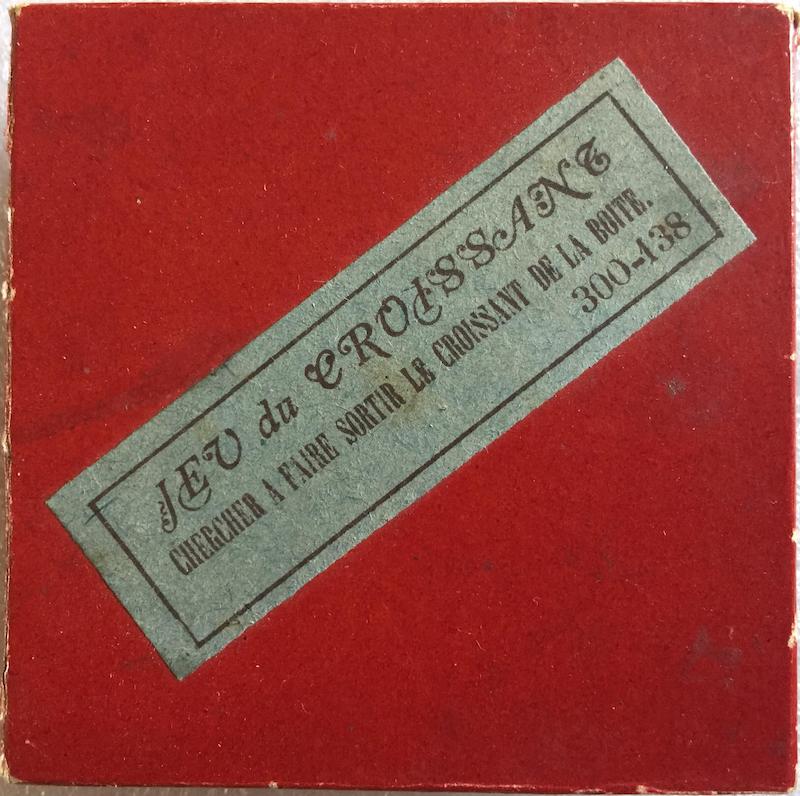 JEU du CROISSANT
CHERCHER A FAIRE SORTIR LE CROISSANT DE LA BOITE.
300-138